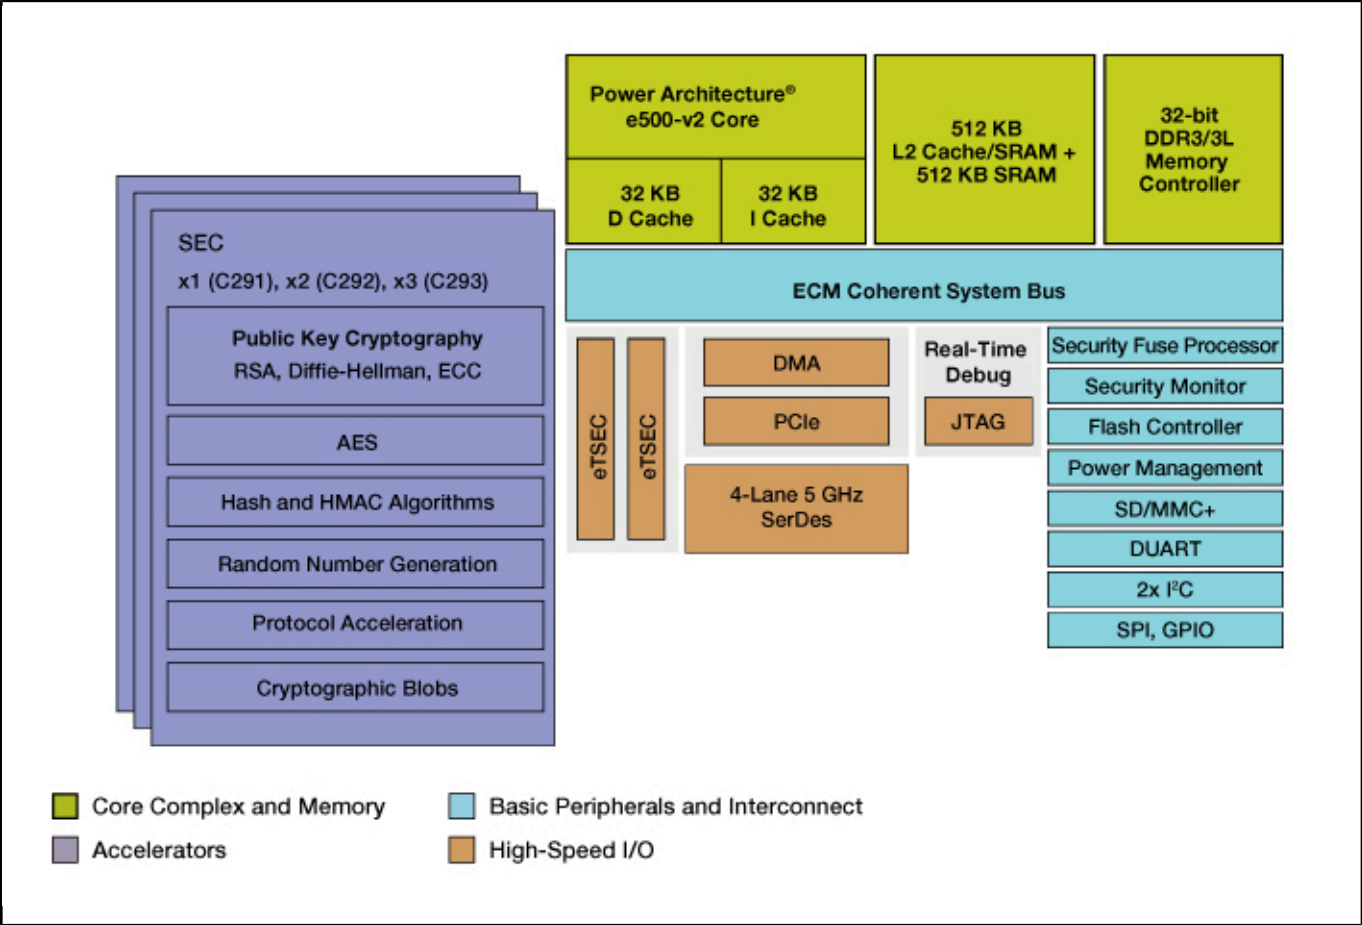 Power Architecture®
e500-v2 Core
32 KB
D Cache
32 KB
I Cache
512 KB
L2 Cache/SRAM +
512 KB SRAM
32-bit
DDR3/3L
Memory
Controller
SEC
x1 (C291), x2 (C292), x3 (C293)
Public Key Cryptography
RSA, Diffie-Hellman, ECC
AES
Hash and HMAC Algorithms
Random Number Generation
Protocol Acceleration
Cryptographic Blobs
ECM Coherent System Bus
eTSEC
eTSEC
DMA
PCIe
4-Lane 5 GHz
SerDes
Real-Time
Debug
JTAG
Security Fuse Processor
Security Monitor
Flash Controller
Power Management
SD/MMC+
DUART
2x I²C
SPI, GPIO
Core Complex and Memory
Basic Peripherals and Interconnect
Accelerators
High-Speed I/O